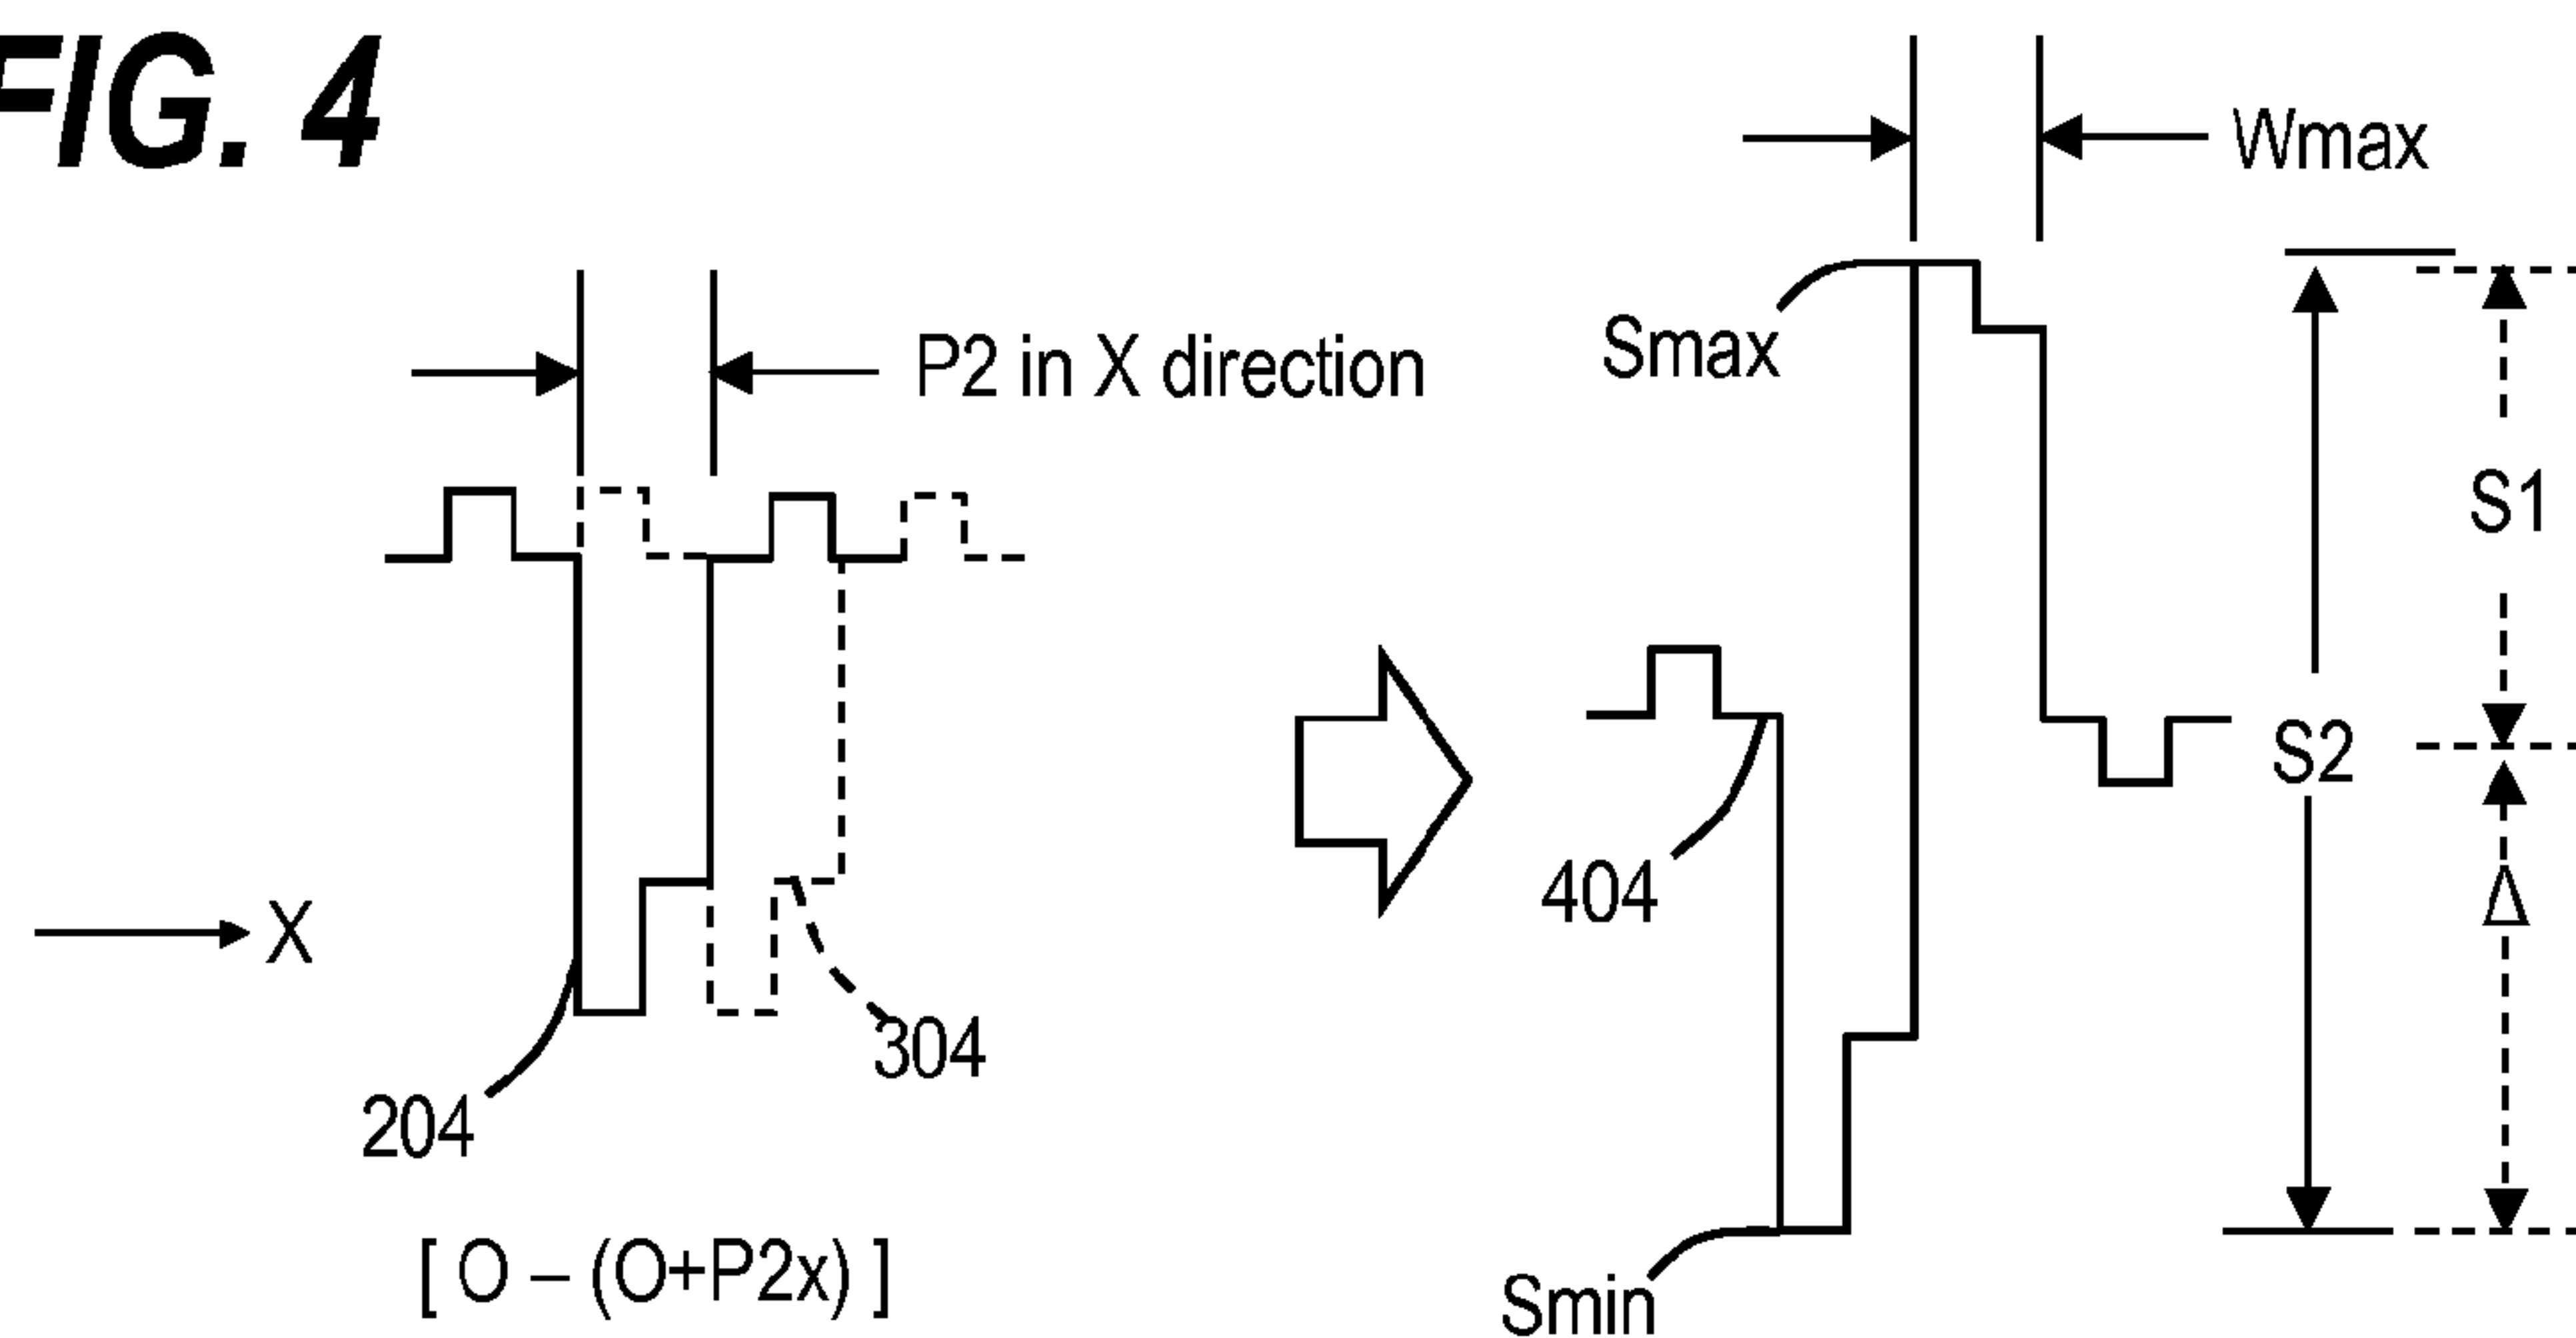 FIG. 4
Wmax
P2 in X direction
Smax
S1
S2
404
Δ
X
304
204
[ O – (O+P2x) ]
Smin